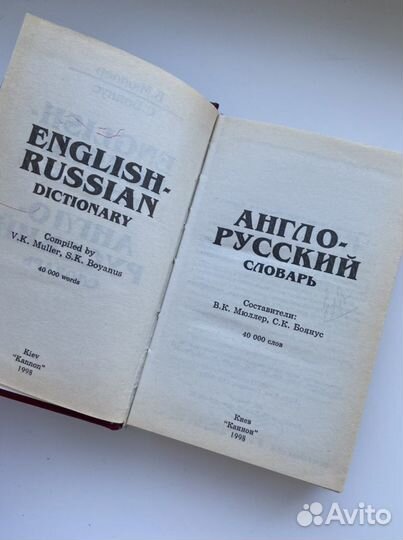 ENGLISH-
RUSSIAN
DICTIONARY
Compiled by
V.K. Muller, S.K. Boyanus
40 000 words
Kiev
"Kannon"
1998
АНГЛО-
РУССКИЙ
СЛОВАРЬ
Составители:
В.К. Мюллер, С.К. Боянус
40 000 слов
Киев
"Каннон"
1998
Avito